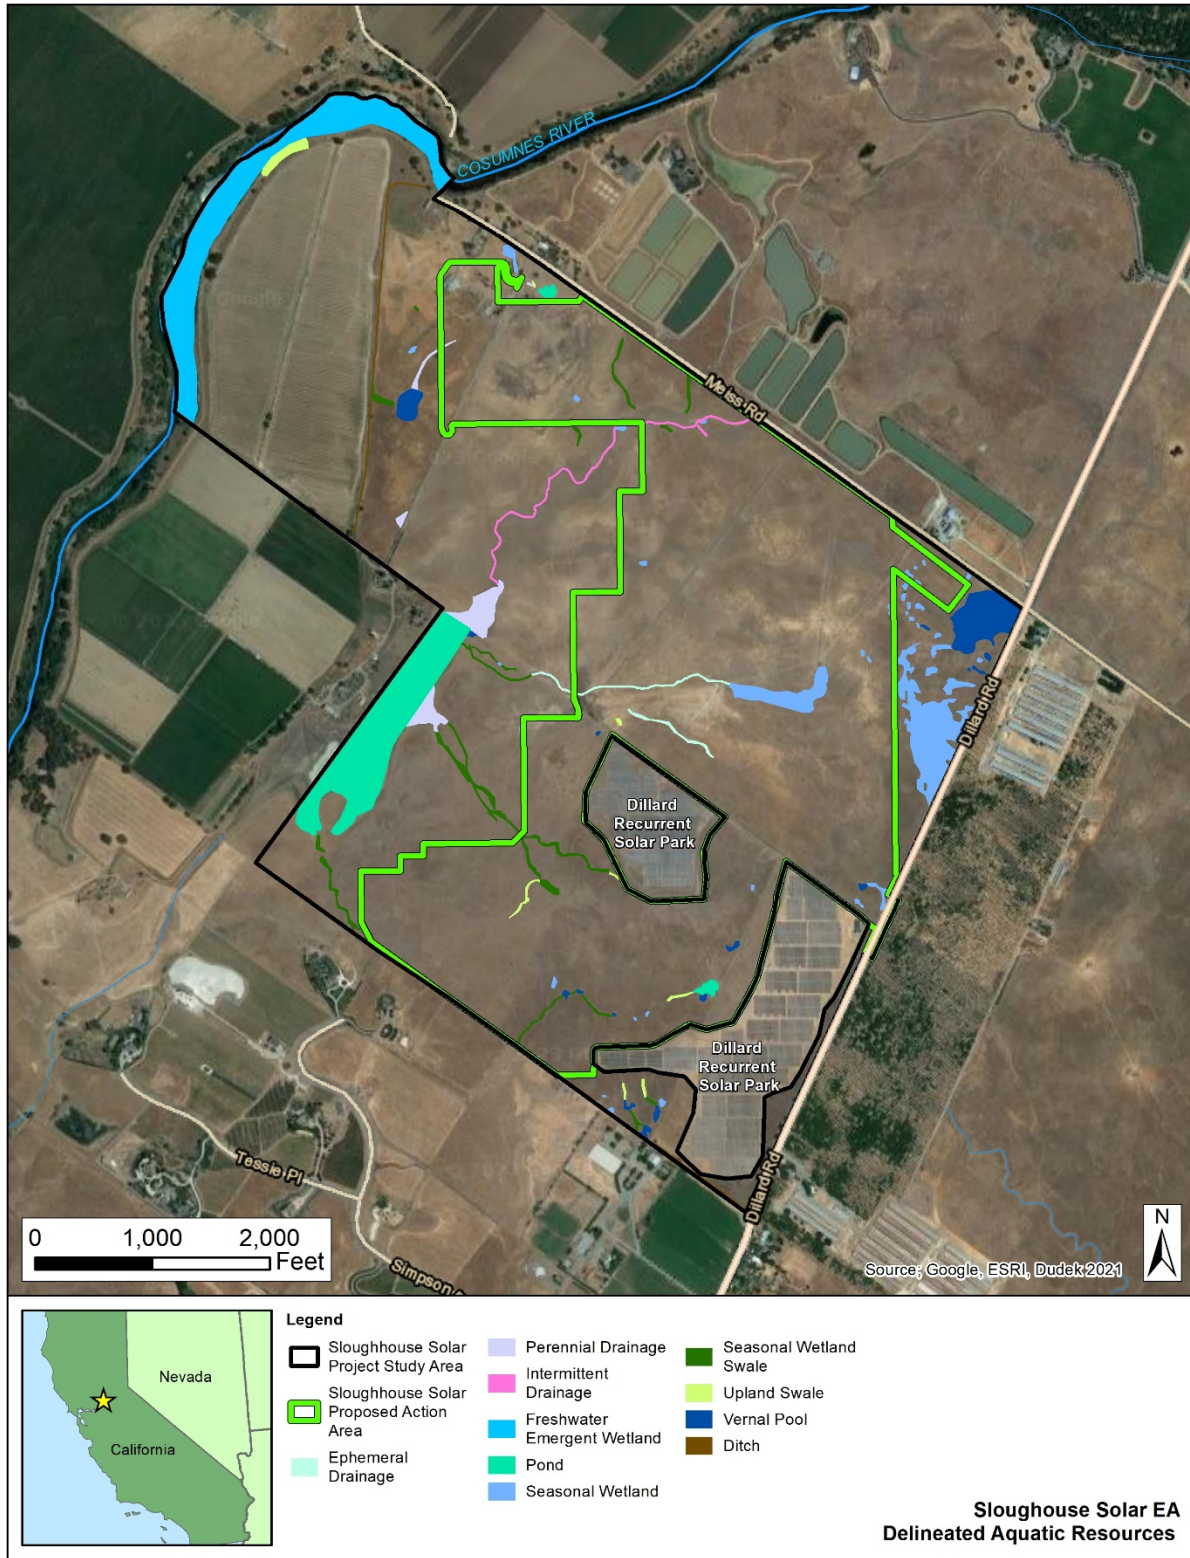 COSUMNES RIVER
Meiss Rd
Dillard Rd
Dillard
Recurrent
Solar Park
Dillard
Recurrent
Solar Park
Dillard Rd
Tessie Pl
Simpson
0 1,000 2,000
Feet
N
Source; Google, ESRI, Dudek 2021
Nevada
California
Legend
Sloughhouse Solar
Project Study Area
Sloughhouse Solar
Proposed Action
Area
Ephemeral
Drainage
Perennial Drainage
Intermittent
Drainage
Freshwater
Emergent Wetland
Pond
Seasonal Wetland
Seasonal Wetland
Swale
Upland Swale
Vernal Pool
Ditch
Sloughouse Solar EA
Delineated Aquatic Resources